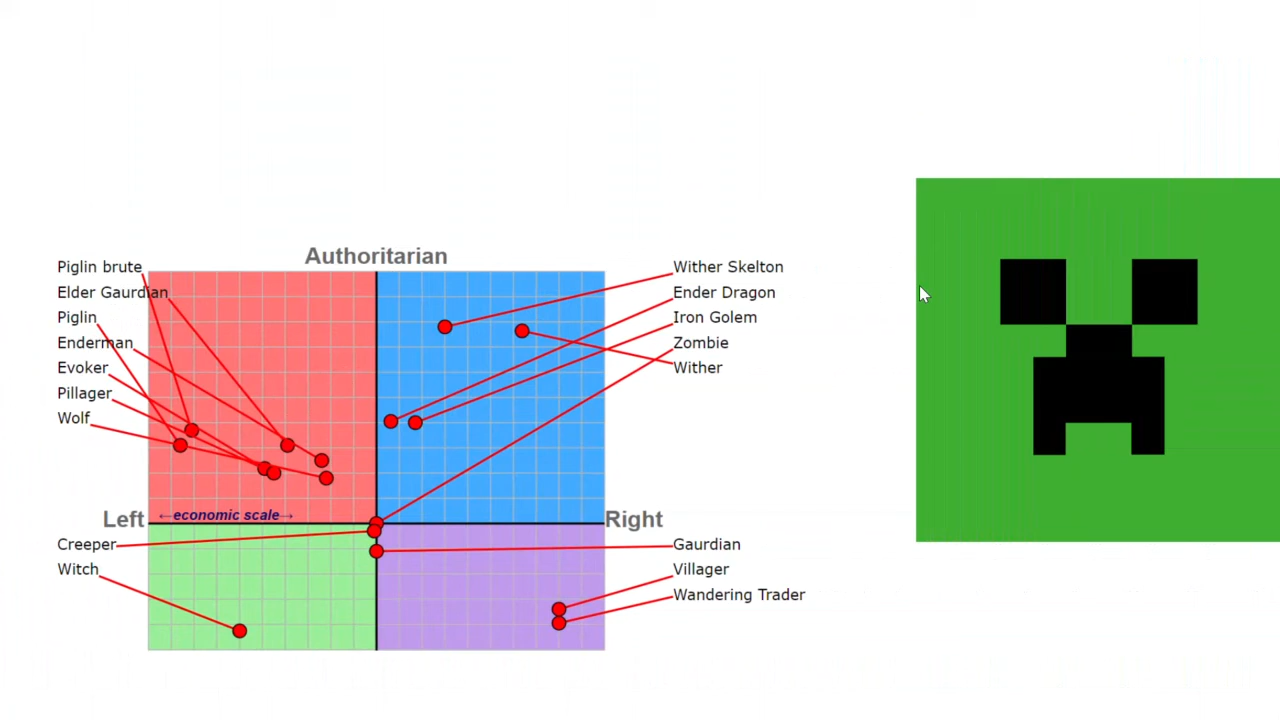 Authoritarian
Piglin brute
Elder Gaurdian
Piglin
Enderman
Evoker
Pillager
Wolf
Wither Skelton
Ender Dragon
Iron Golem
Zombie
Wither
←economic scale→
Left
Right
Creeper
Witch
Gaurdian
Villager
Wandering Trader